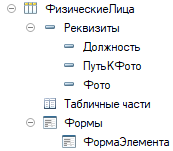 ФизическиеЛица
Реквизиты
Должность
ПутьКФото
Фото
Табличные части
Формы
ФормаЭлемента